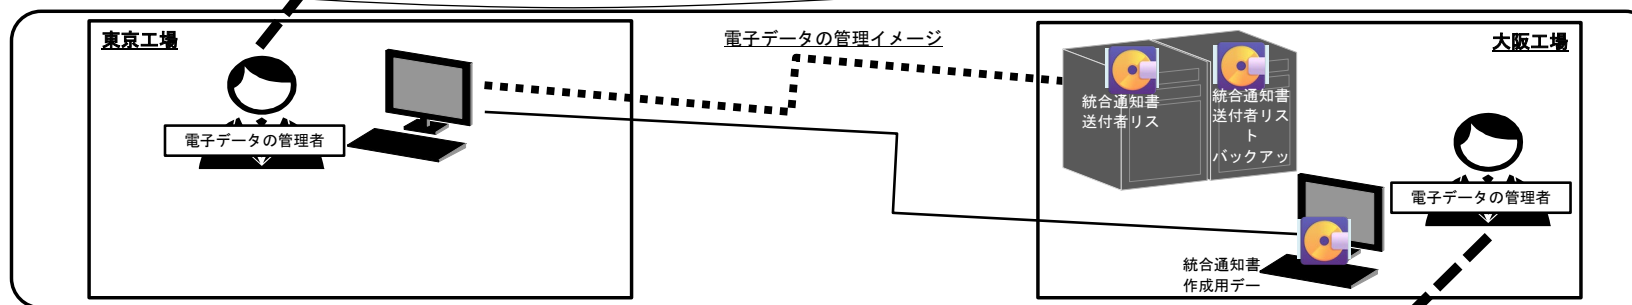 東京工場
電子データの管理イメージ
大阪工場
統合通知書
送付者リス
統合通知書
送付者リス
ト
バックアッ
電子データの管理者
電子データの管理者
統合通知書
作成用デー